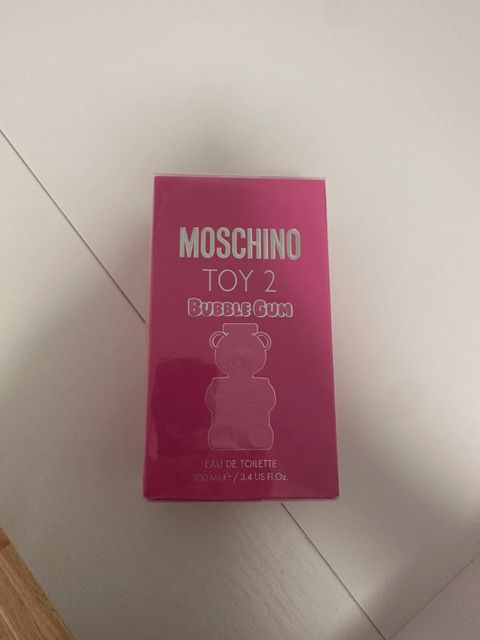 MOSCHINO
TOY 2
BUBBLE GUM
EAU DE TOILETTE
100 ML ℮ / 3.4 US Fl.Oz.